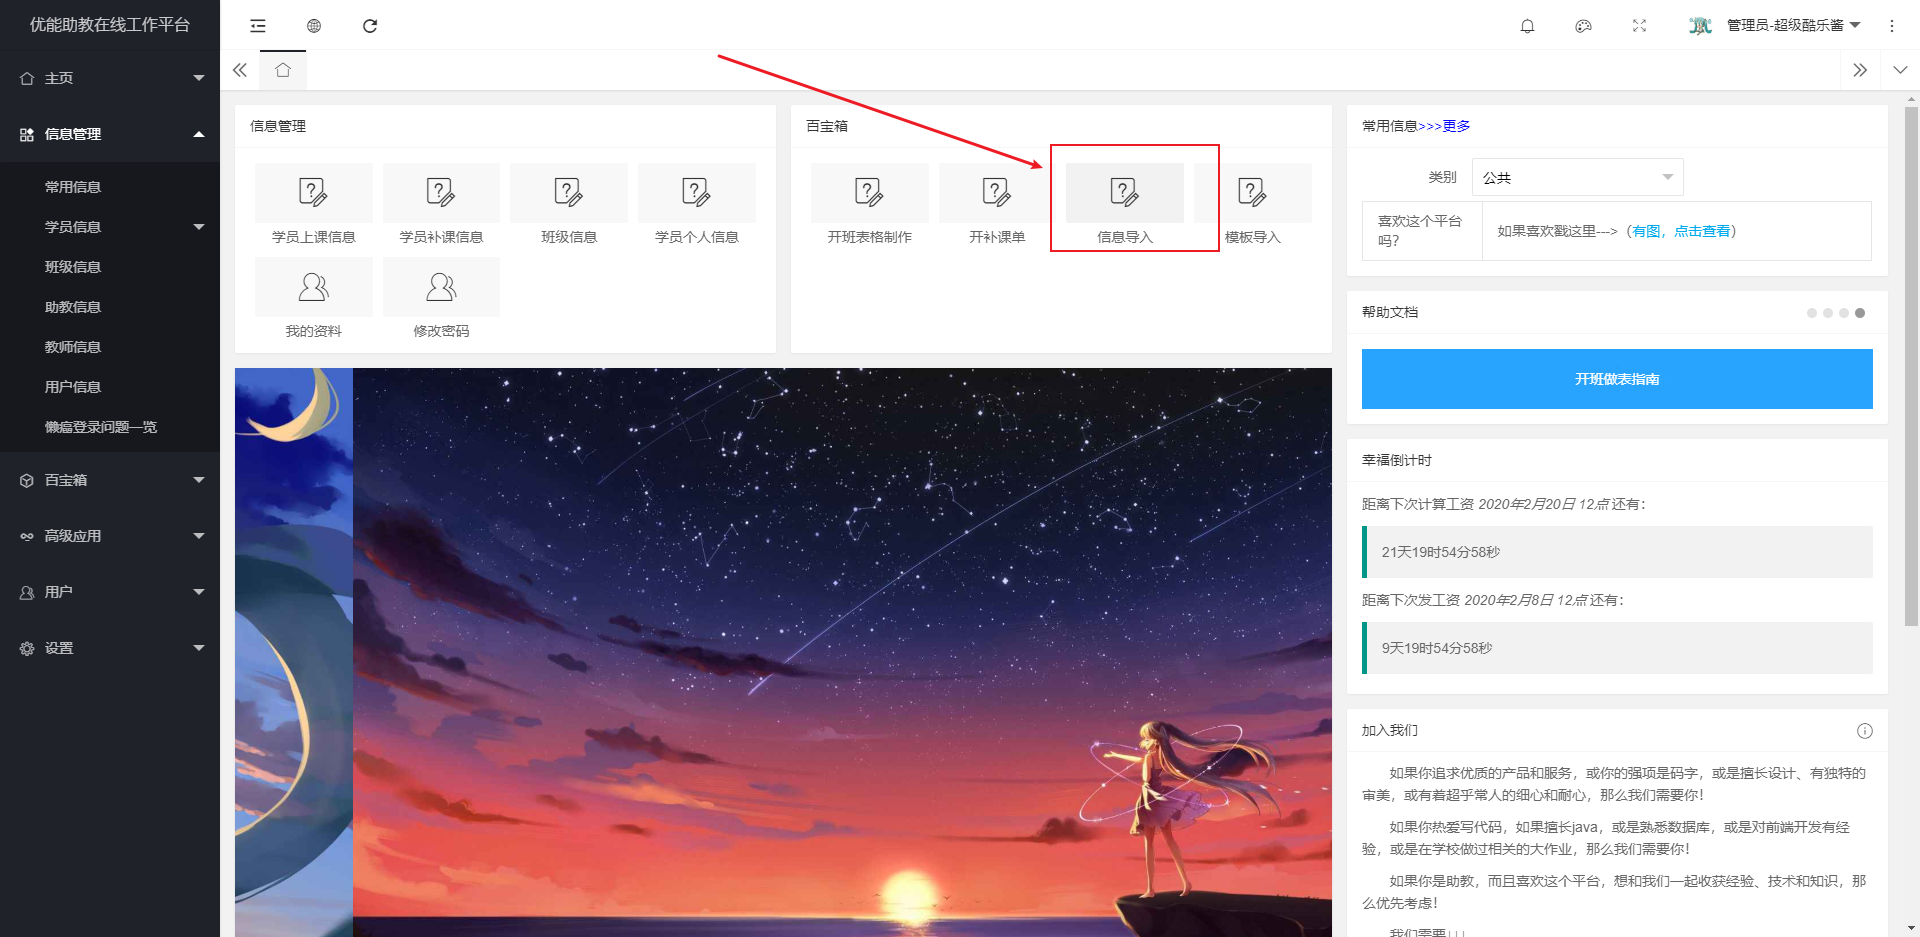 优能助教在线工作平台
管理员-超级酷乐酱
主页
信息管理
常用信息
学员信息
班级信息
助教信息
教师信息
用户信息
懒癌登录问题一览
百宝箱
高级应用
用户
设置
信息管理
学员上课信息
学员补课信息
班级信息
学员个人信息
我的资料
修改密码
百宝箱
开班表格制作
开补课单
信息导入
模板导入
常用信息>>>更多
类别
公共
喜欢这个平台
吗？
如果喜欢戳这里--->（有图，点击查看）
帮助文档
开班做表指南
幸福倒计时
距离下次计算工资 2020年2月20日 12点 还有：
21天19时54分58秒
距离下次发工资 2020年2月8日 12点 还有：
9天19时54分58秒
加入我们
如果你追求优质的产品和服务，或你的强项是码字，或是擅长设计、有独特的
审美，或有着超乎常人的细心和耐心，那么我们需要你！
如果你热爱写代码，如果擅长java，或是熟悉数据库，或是对前端开发有经
验，或是在学校做过相关的大作业，那么我们需要你！
如果你是助教，而且喜欢这个平台，想和我们一起收获经验、技术和知识，那
么优先考虑！
我们需要↓↓↓